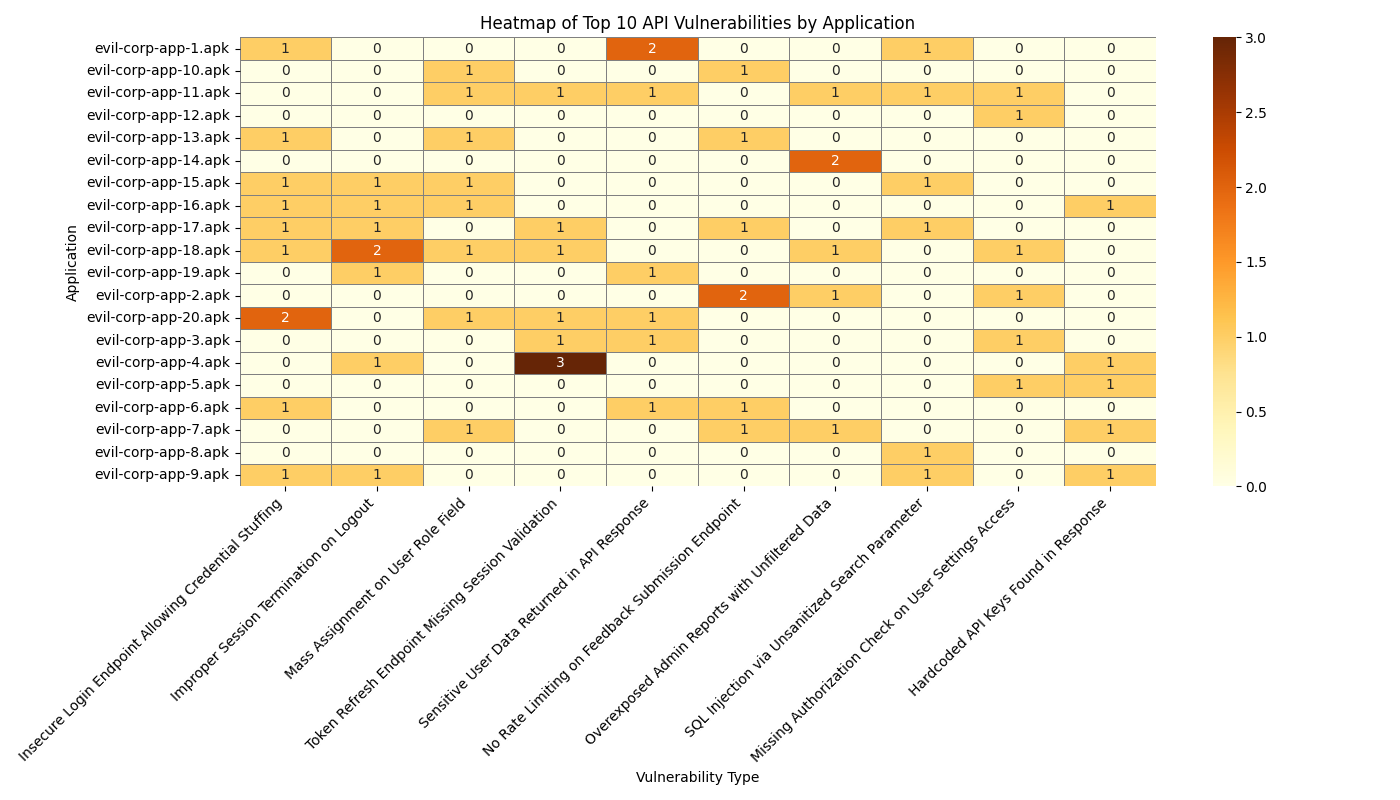 Heatmap of Top 10 API Vulnerabilities by Application
evil-corp-app-1.apk 1 0 0 0 2 0 0 1 0 0
evil-corp-app-10.apk 0 0 1 0 0 1 0 0 0 0
evil-corp-app-11.apk 0 0 1 1 1 0 1 1 1 0
evil-corp-app-12.apk 0 0 0 0 0 0 0 0 1 0
evil-corp-app-13.apk 1 0 1 0 0 1 0 0 0 0
evil-corp-app-14.apk 0 0 0 0 0 0 2 0 0 0
evil-corp-app-15.apk 1 1 1 0 0 0 0 1 0 0
evil-corp-app-16.apk 1 1 1 0 0 0 0 0 0 1
evil-corp-app-17.apk 1 1 0 1 0 1 0 1 0 0
evil-corp-app-18.apk 1 2 1 1 0 0 1 0 1 0
evil-corp-app-19.apk 0 1 0 0 1 0 0 0 0 0
evil-corp-app-2.apk 0 0 0 0 0 2 1 0 1 0
evil-corp-app-20.apk 2 0 1 1 1 0 0 0 0 0
evil-corp-app-3.apk 0 0 0 1 1 0 0 0 1 0
evil-corp-app-4.apk 0 1 0 3 0 0 0 0 0 1
evil-corp-app-5.apk 0 0 0 0 0 0 0 0 1 1
evil-corp-app-6.apk 1 0 0 0 1 1 0 0 0 0
evil-corp-app-7.apk 0 0 1 0 0 1 1 0 0 1
evil-corp-app-8.apk 0 0 0 0 0 0 0 1 0 0
evil-corp-app-9.apk 1 1 0 0 0 0 0 1 0 1
Application
Insecure Login Endpoint Allowing Credential Stuffing
Improper Session Termination on Logout
Mass Assignment on User Role Field
Token Refresh Endpoint Missing Session Validation
Sensitive User Data Returned in API Response
No Rate Limiting on Feedback Submission Endpoint
Overexposed Admin Reports with Unfiltered Data
SQL Injection via Unsanitized Search Parameter
Missing Authorization Check on User Settings Access
Hardcoded API Keys Found in Response
Vulnerability Type
3.0
2.5
2.0
1.5
1.0
0.5
0.0